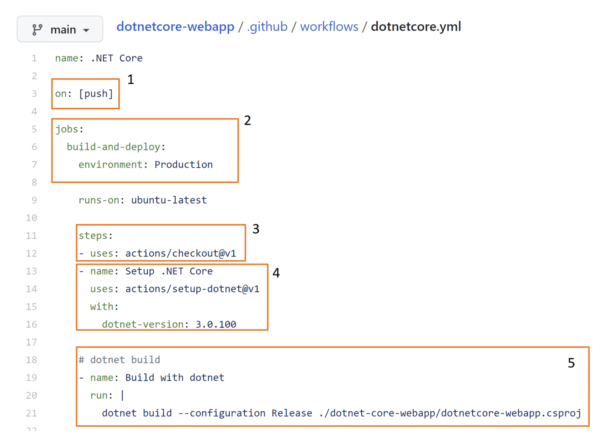 main dotnetcore-webapp / .github / workflows / dotnetcore.yml
1 name: .NET Core
2
1
3 on: [push]
4
2
5 jobs:
6 build-and-deploy:
7 environment: Production
8
9 runs-on: ubuntu-latest
10
3
11 steps:
12 - uses: actions/checkout@v1
13 - name: Setup .NET Core
4
14 uses: actions/setup-dotnet@v1
15 with:
16 dotnet-version: 3.0.100
17
18 # dotnet build
5
19 - name: Build with dotnet
20 run: |
21 dotnet build --configuration Release ./dotnet-core-webapp/dotnetcore-webapp.csproj
22